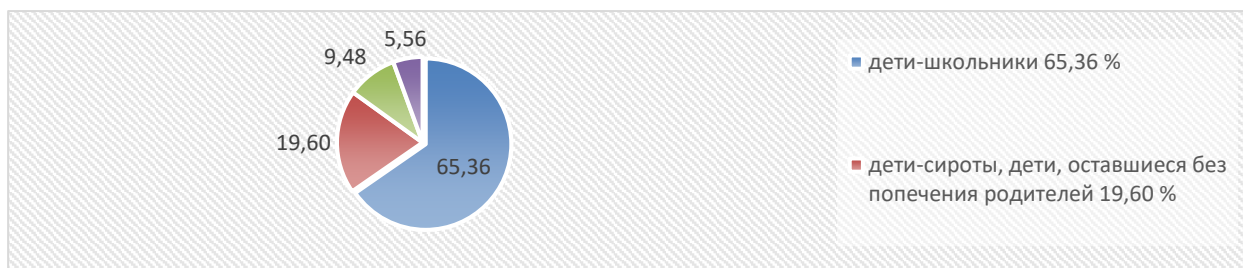 5,56
9,48
19,60
65,36
дети-школьники 65,36 %
дети-сироты, дети, оставшиеся без
попечения родителей 19,60 %